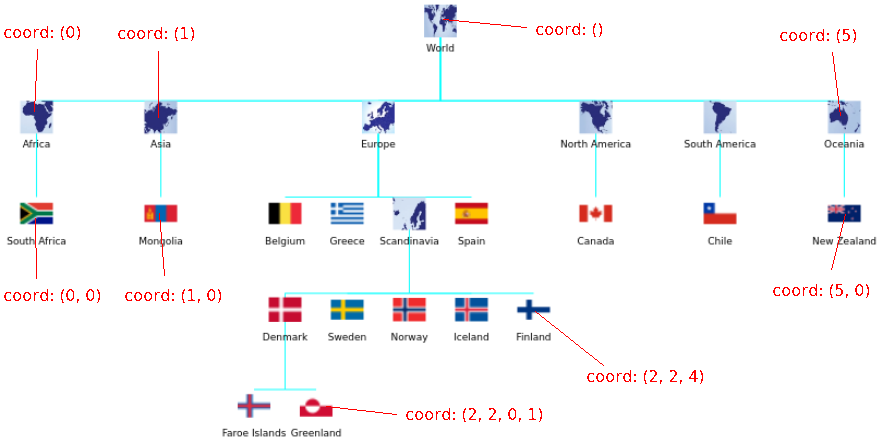 coord: (0)
coord: (1)
coord: ()
coord: (5)
World
Africa
Asia
Europe
North America
South America
Oceania
South Africa
Mongolia
Belgium
Greece
Scandinavia
Spain
Canada
Chile
New Zealand
coord: (0, 0)
coord: (1, 0)
coord: (5, 0)
Denmark
Sweden
Norway
Iceland
Finland
coord: (2, 2, 4)
coord: (2, 2, 0, 1)
Faroe Islands
Greenland